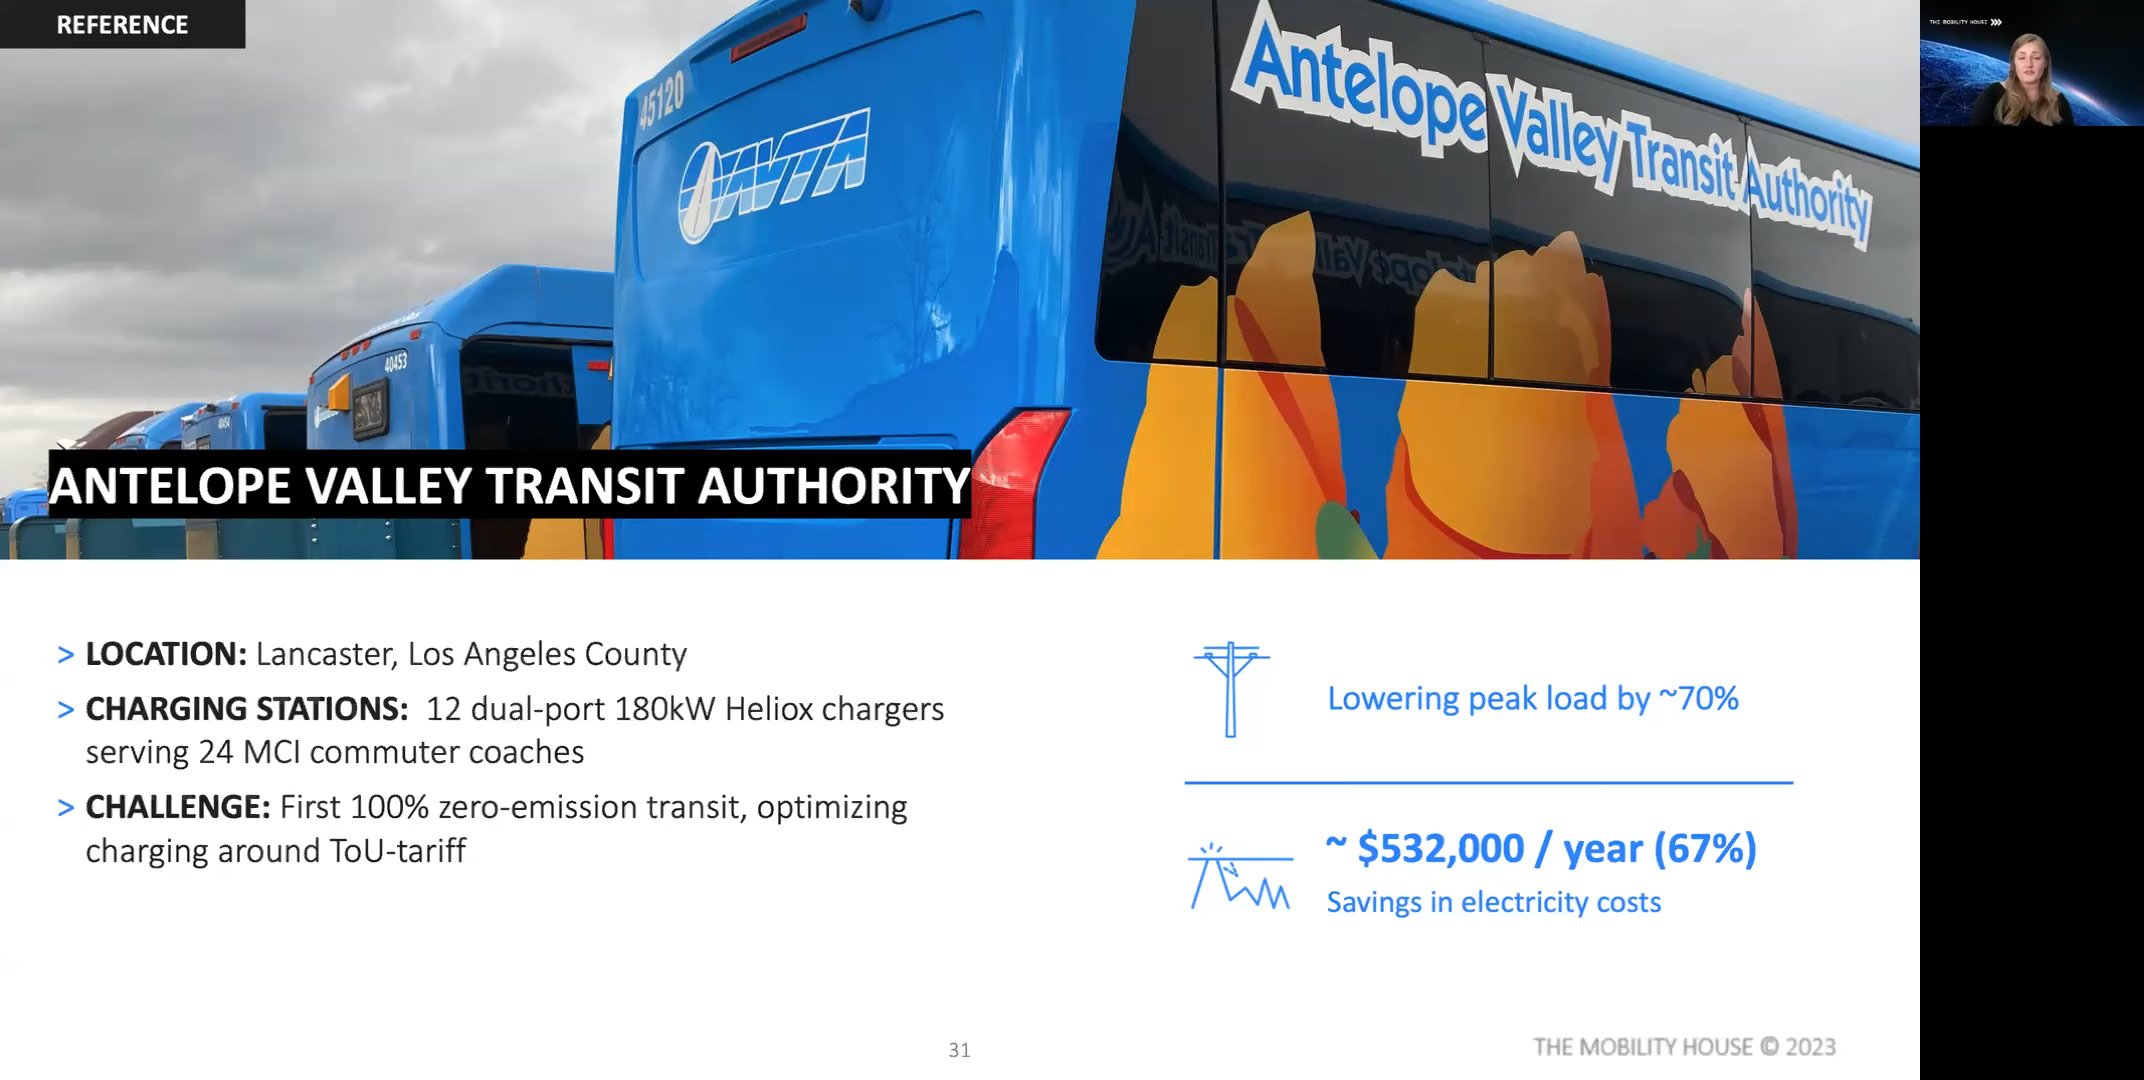 REFERENCE
THE MOBILITY HOUSE
45120
AVTA
Antelope Valley Transit Authority
40453
ANTELOPE VALLEY TRANSIT AUTHORITY
> LOCATION: Lancaster, Los Angeles County
> CHARGING STATIONS: 12 dual-port 180kW Heliox chargers
serving 24 MCI commuter coaches
> CHALLENGE: First 100% zero-emission transit, optimizing
charging around ToU-tariff
Lowering peak load by ~70%
~ $532,000 / year (67%)
Savings in electricity costs
31
THE MOBILITY HOUSE © 2023